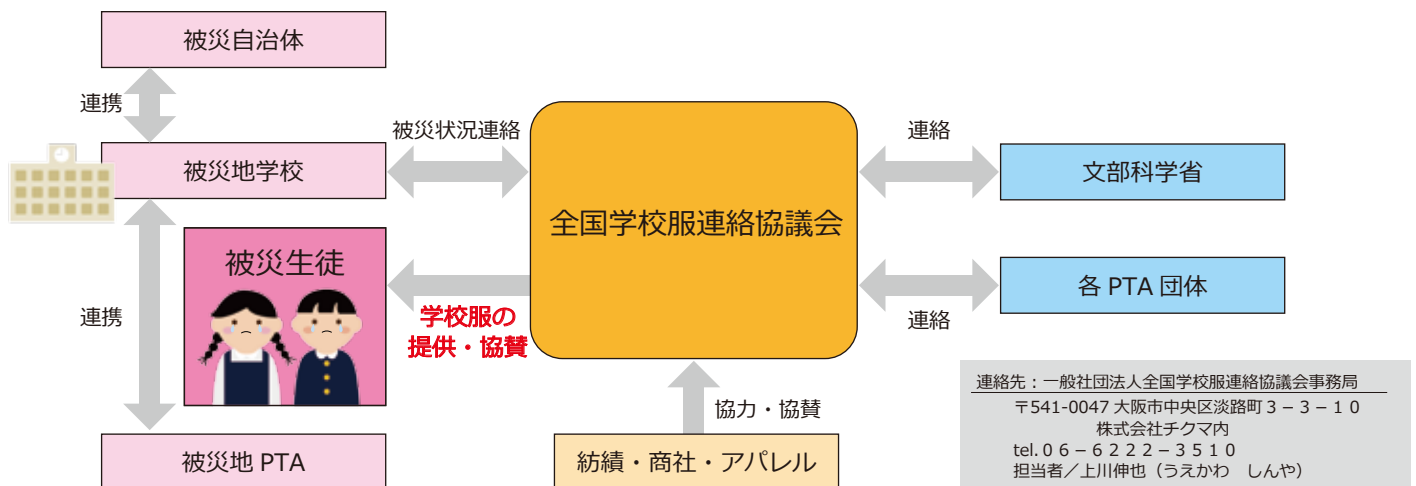 被災自治体
連携
被災地学校
被災状況連絡
全国学校服連絡協議会
連絡
文部科学省
被災生徒
学校服の
提供・協賛
連携
各 PTA 団体
連絡
被災地 PTA
協力・協賛
紡績・商社・アパレル
連絡先：一般社団法人全国学校服連絡協議会事務局
〒541-0047 大阪市中央区淡路町３－３－１０
株式会社チクマ内
tel.０６－６２２２－３５１０
担当者／上川伸也（うえかわ　しんや）